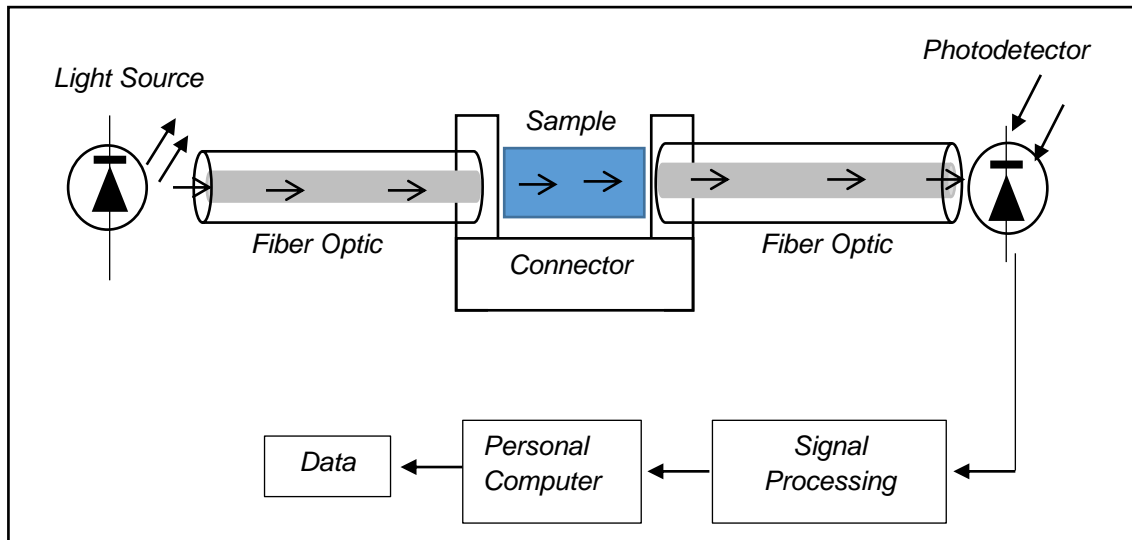 Light Source
Photodetector
Sample
Fiber Optic
Connector
Fiber Optic
Data
Personal
Computer
Signal
Processing